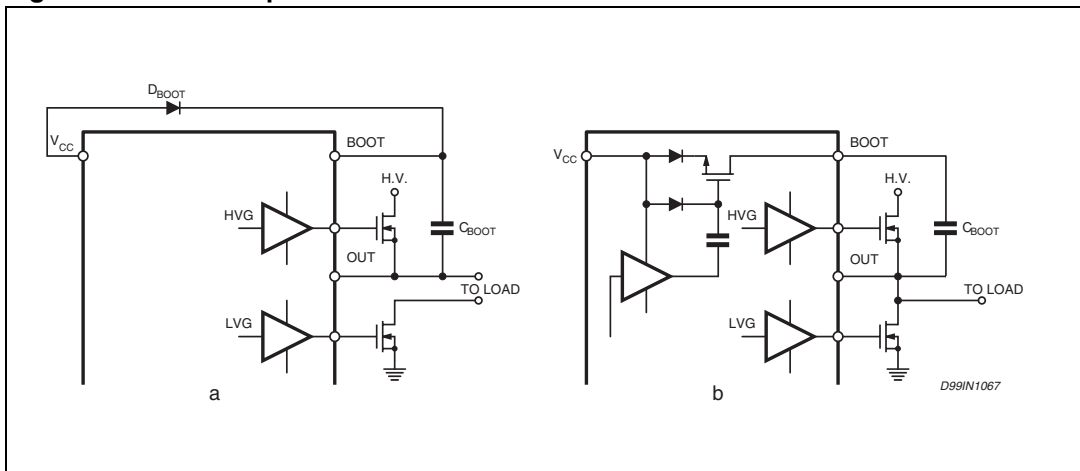 D_BOOT
V_CC
BOOT
H.V.
HVG
C_BOOT
OUT
TO LOAD
LVG
a
V_CC
BOOT
H.V.
HVG
C_BOOT
OUT
TO LOAD
LVG
b
D99IN1067